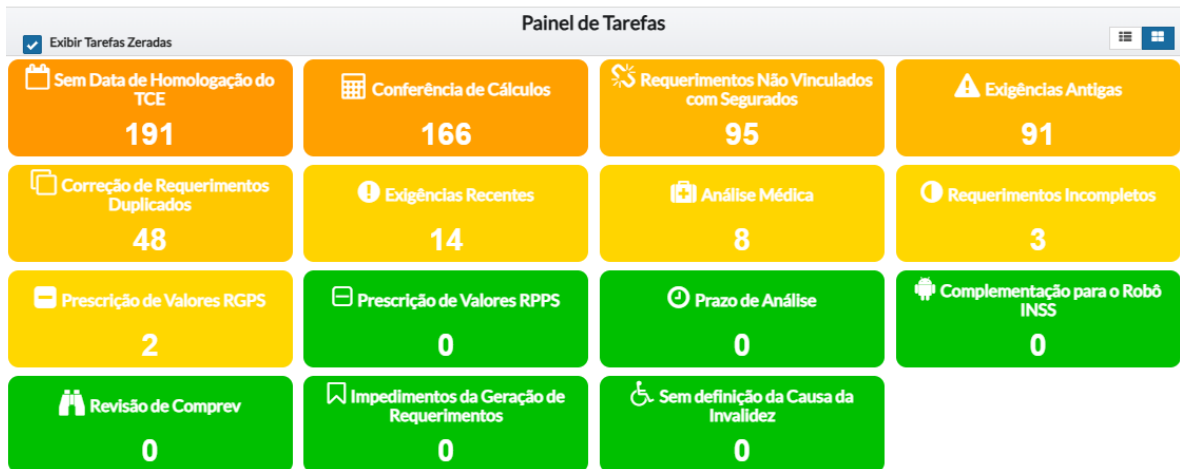 Painel de Tarefas
Exibir Tarefas Zeradas
Sem Data de Homologação do
TCE
191
Conferência de Cálculos
166
Requerimentos Não Vinculados
com Segurados
95
Exigências Antigas
91
Correção de Requerimentos
Duplicados
48
Exigências Recentes
14
Análise Médica
8
Requerimentos Incompletos
3
Prescrição de Valores RGPS
2
Prescrição de Valores RPPS
0
Prazo de Análise
0
Complementação para o Robô
INSS
0
Revisão de Comprev
0
Impedimentos da Geração de
Requerimentos
0
Sem definição da Causa da
Invalidez
0